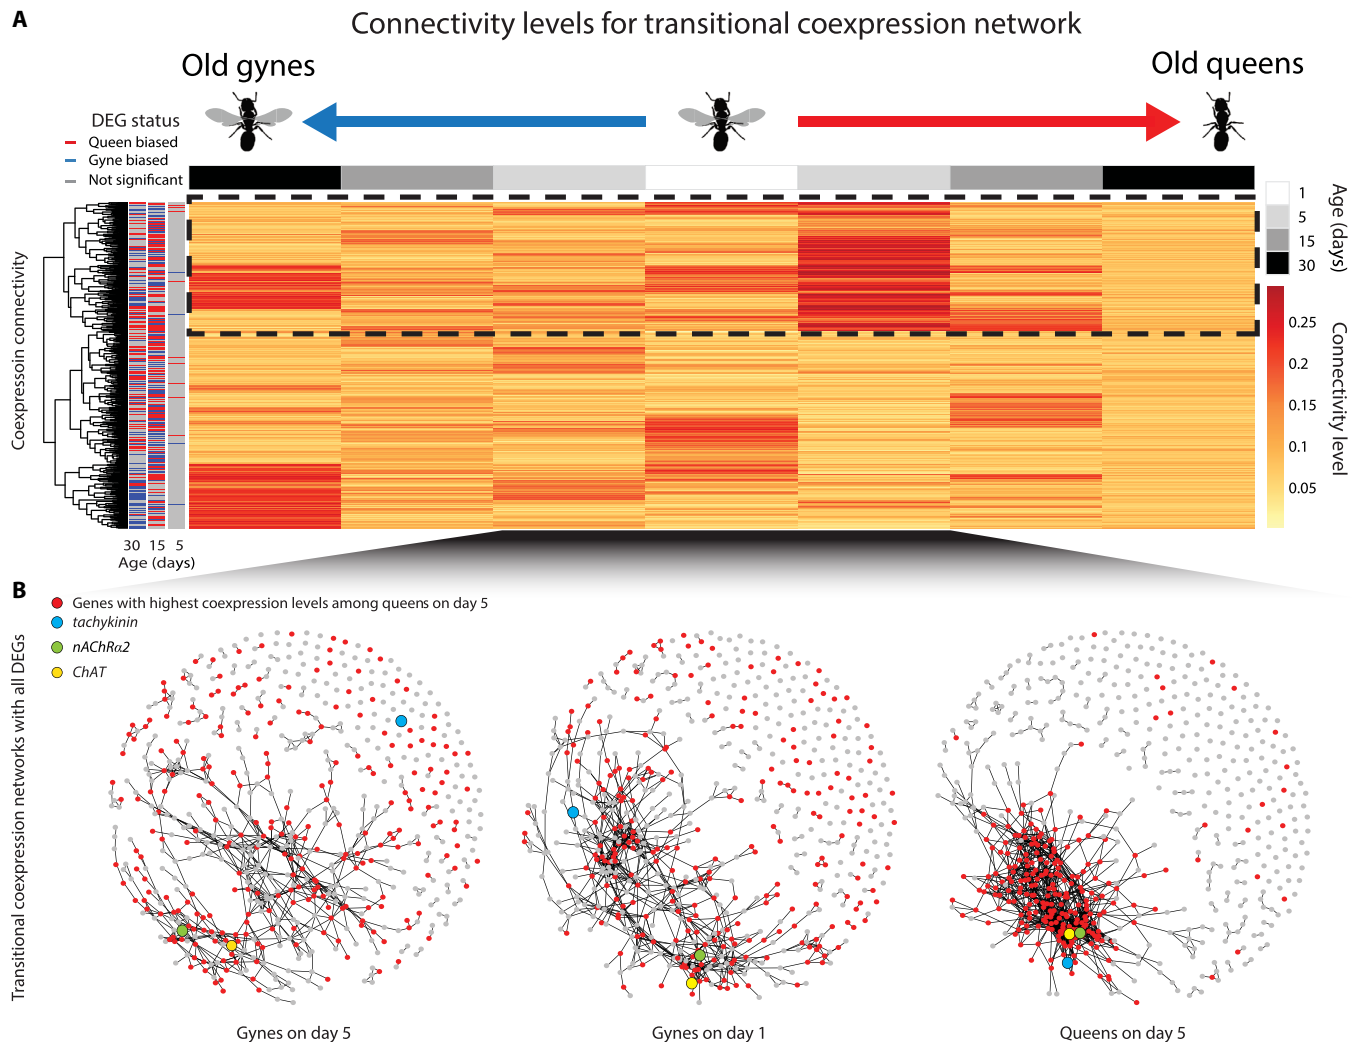 A
Connectivity levels for transitional coexpression network
Old gynes
Old queens
DEG status
Queen biased
Gyne biased
Not significant
1
5
15
30
Age (days)
0.25
0.2
0.15
0.1
0.05
Connectivity level
Coexpressoin connectivity
30 15 5
Age (days)
B
Genes with highest coexpression levels among queens on day 5
tachykinin
nAChRα2
ChAT
Transitional coexpression networks with all DEGs
Gynes on day 5
Gynes on day 1
Queens on day 5